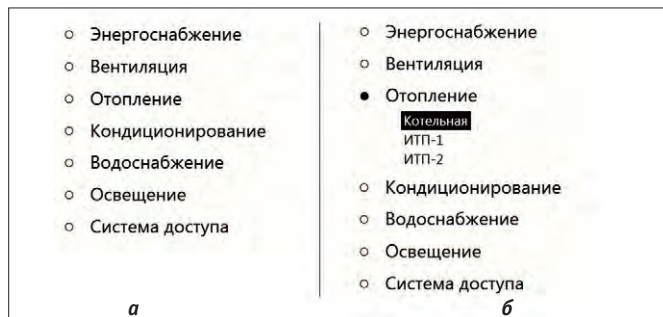 Энергоснабжение
Вентиляция
Отопление
Кондиционирование
Водоснабжение
Освещение
Система доступа
а
Энергоснабжение
Вентиляция
Отопление
Котельная
ИТП-1
ИТП-2
Кондиционирование
Водоснабжение
Освещение
Система доступа
б